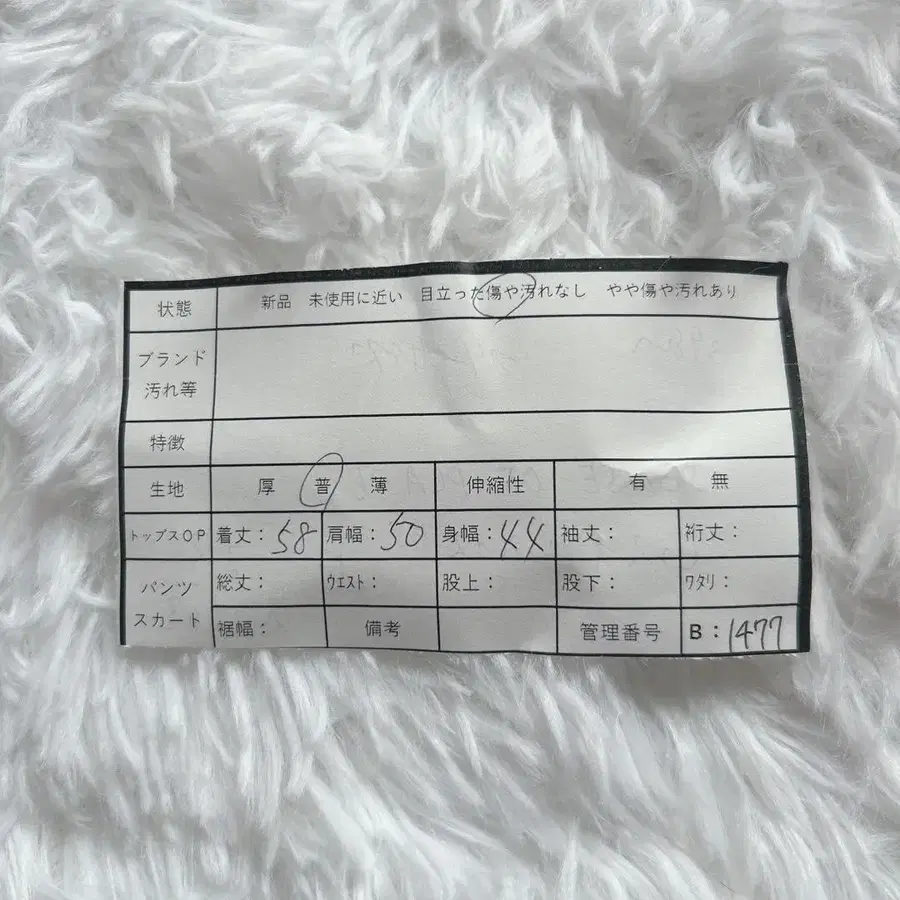 状態 新品 未使用に近い 目立った傷や汚れなし やや傷や汚れあり
ブランド
汚れ等
特徴
生地 厚 普 薄 伸縮性 有 無
トップスOP 着丈：58 肩幅：50 身幅：44 袖丈： 裄丈：
パンツ
スカート
総丈： ウエスト： 股上： 股下： ワタリ：
裾幅： 備考 管理番号 B：1477